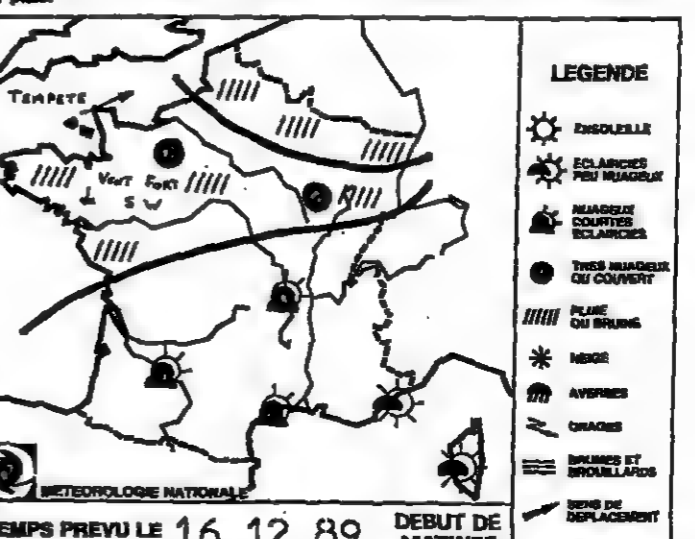 TEMPETE
VENT FORT
S W
METEOROLOGIE NATIONALE
TEMPS PREVU LE 16 12 89 DEBUT DE
LEGENDE
ENSOLEILLE
ECLAIRCIES
PEU NUAGEUX
NUAGEUX
COURTES
ECLAIRCIES
TRES NUAGEUX
OU COUVERT
PLUIE
OU BRUINE
NEIGE
AVERSES
ORAGES
BRUMES ET
BROUILLARDS
SENS DE
DEPLACEMENT